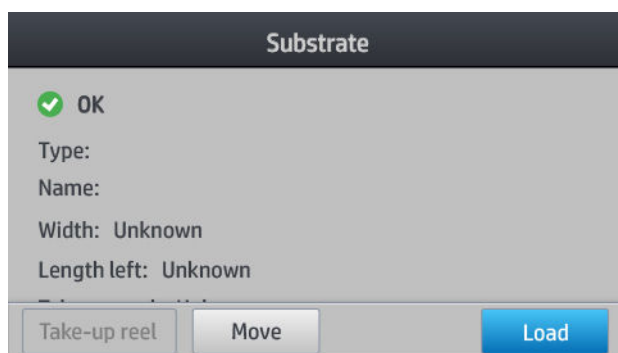 Substrate
OK
Type:
Name:
Width: Unknown
Length left: Unknown
Take-up reel Move Load